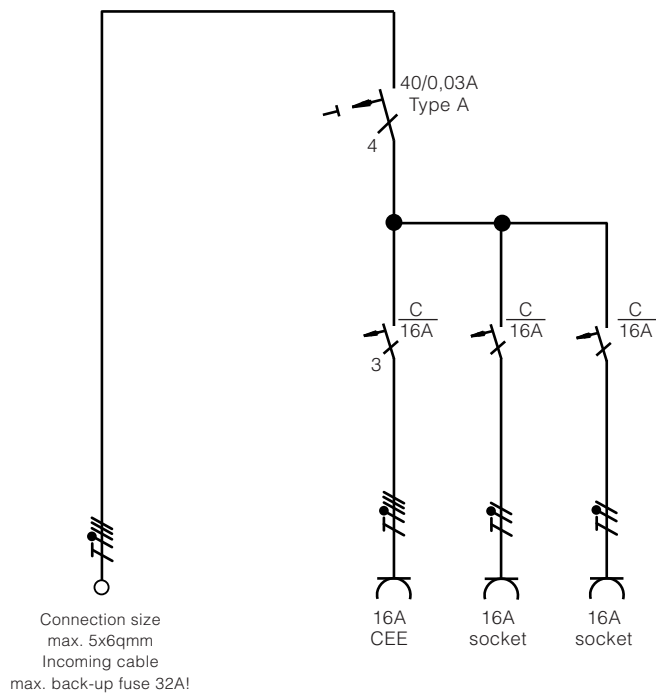 40/0,03A
Type A
4
C
16A
C
16A
C
16A
3
16A
CEE
16A
socket
16A
socket
Connection size
max. 5x6qmm
Incoming cable
max. back-up fuse 32A!